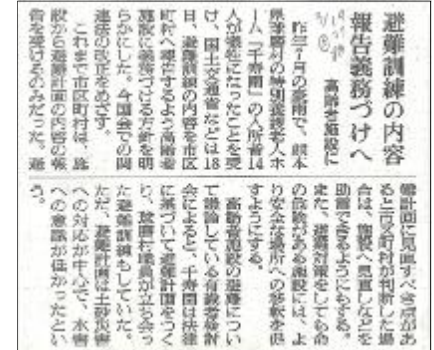 避難訓練の内容
報告義務づけへ
高齢者施設に
昨年7月の豪雨で、熊本
県球磨村の特別養護老人ホ
ーム「千寿園」の入所者14
人が犠牲になったことを受
け、国土交通省などは18
日、避難訓練の内容を市区
町村へ報告するよう高齢者
施設に義務づける方針を明
らかにした。今国会での関
連法の改正をめざす。
これまで市区町村は、施
設から避難計画の内容の報
告を受けるのみだった。避
難計画に見直すべき点があ
ると市区町村が判断した場
合は、施設へ見直しなどを
助言できるようにもする。
また、避難対策をしても命
の危険がある施設には、よ
り安全な場所への移転を促
すようにする。
高齢者施設の避難につい
て議論している有識者検討
会によると、千寿園は法律
に基づいて避難計画をつく
り、球磨村職員が立ち会っ
た避難訓練もしていた。
ただ、避難計画は土砂災害
への対応が中心で、水害
への意識が低かったとい
う。